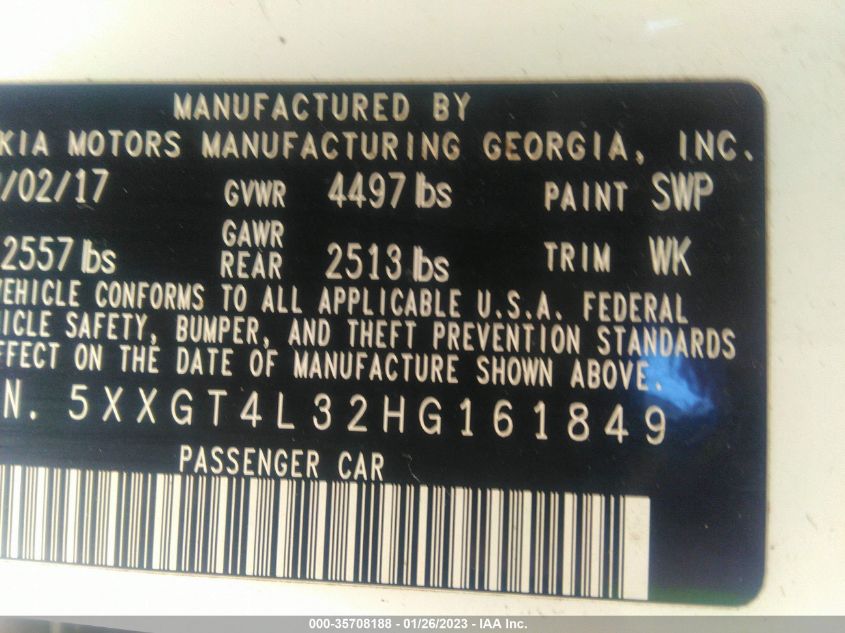 MANUFACTURED BY
KIA MOTORS MANUFACTURING GEORGIA, INC.
/02/17 GVWR 4497 lbs PAINT SWP
2557 lbs GAWR REAR 2513 lbs TRIM WK
VEHICLE CONFORMS TO ALL APPLICABLE U.S.A. FEDERAL
ICLE SAFETY, BUMPER, AND THEFT PREVENTION STANDARDS
FFECT ON THE DATE OF MANUFACTURE SHOWN ABOVE.
N. 5XXGT4L32HG161849
PASSENGER CAR
000-35708188 - 01/26/2023 - IAA Inc.